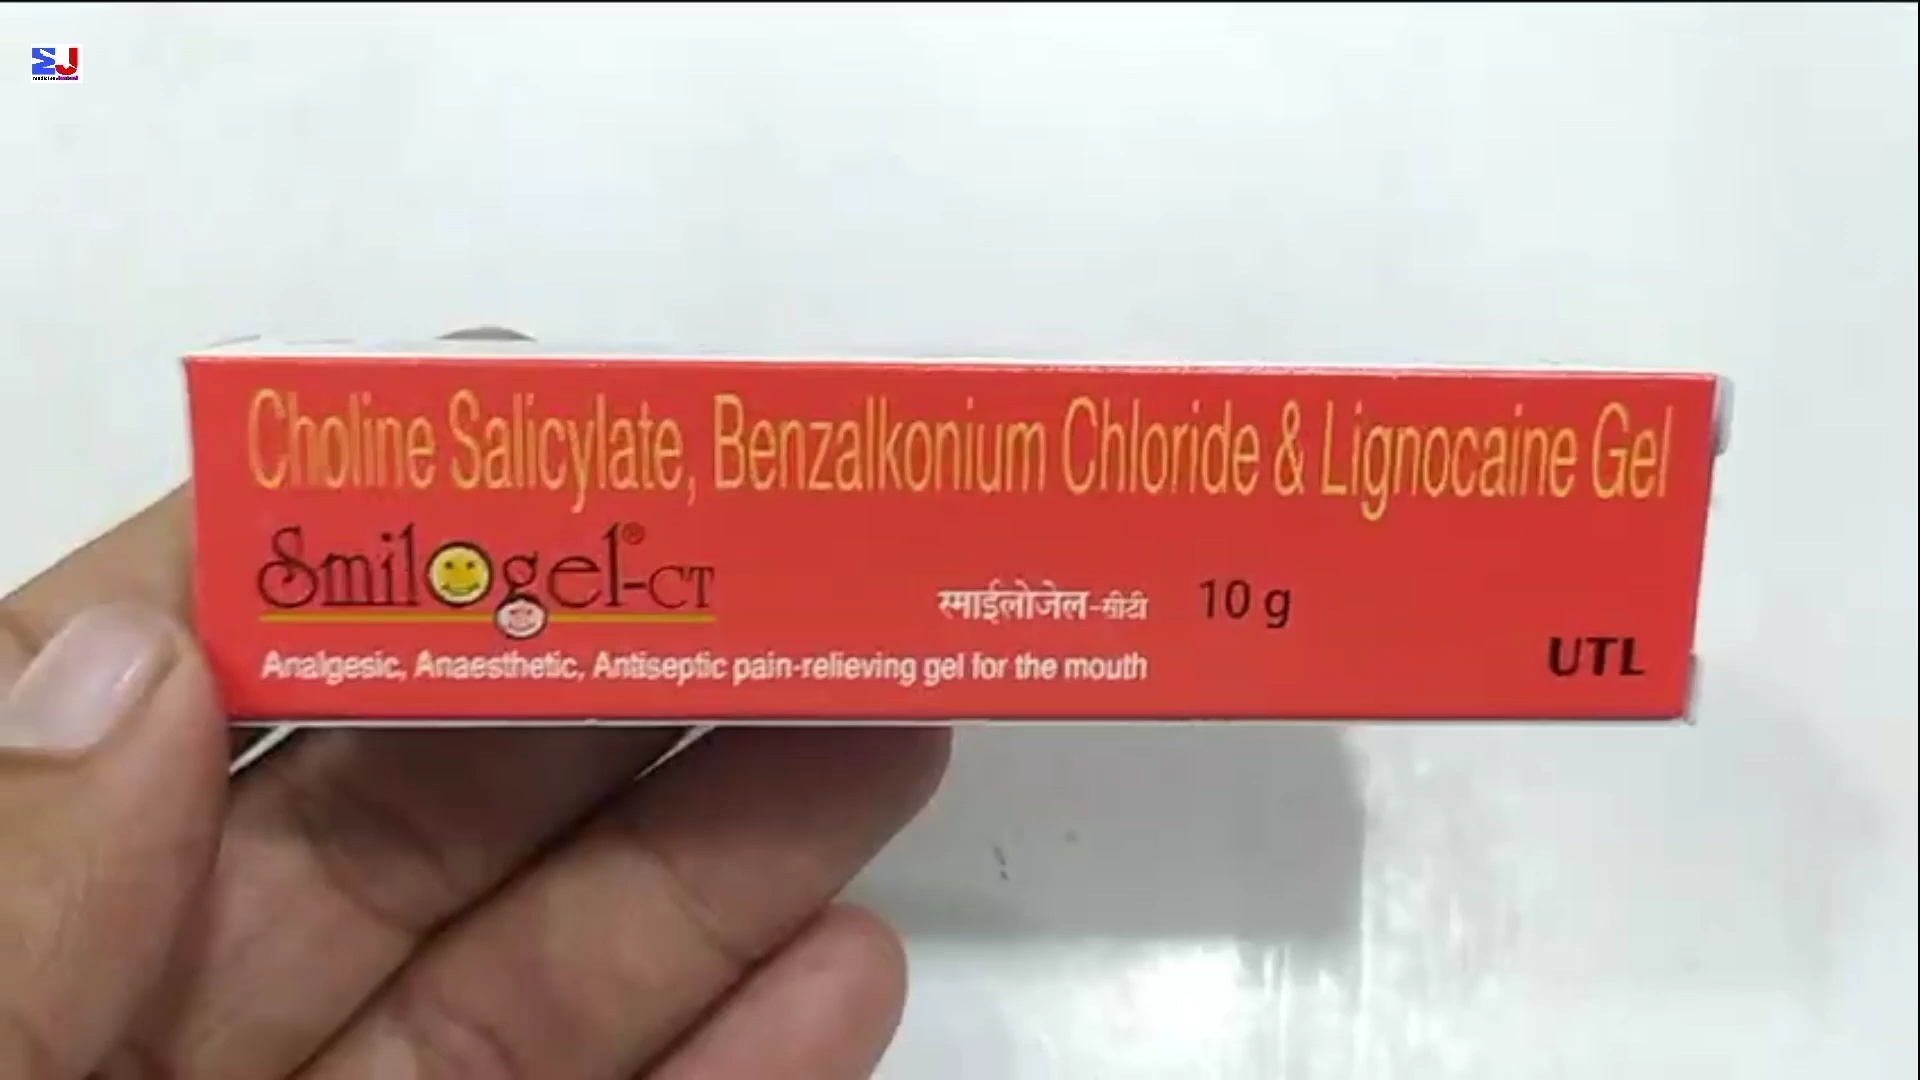 MJ
Choline Salicylate, Benzalkonium Chloride & Lignocaine Gel
Smilogel®-CT
स्माईलोजेल-सीटी 10 g
UTL
Analgesic, Anaesthetic, Antiseptic pain-relieving gel for the mouth